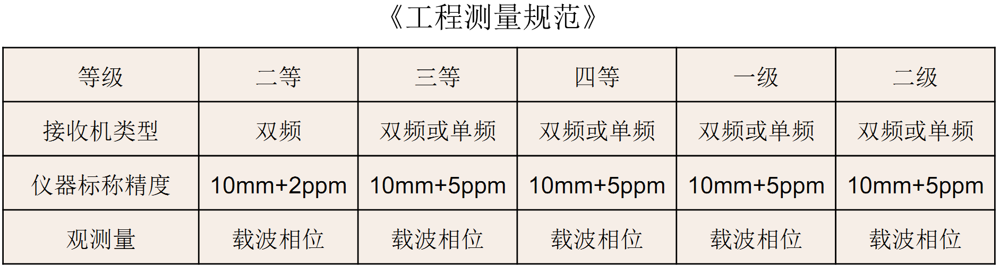 《工程测量规范》
等级 二等 三等 四等 一级 二级
接收机类型 双频 双频或单频 双频或单频 双频或单频 双频或单频
仪器标称精度 10mm+2ppm 10mm+5ppm 10mm+5ppm 10mm+5ppm 10mm+5ppm
观测量 载波相位 载波相位 载波相位 载波相位 载波相位